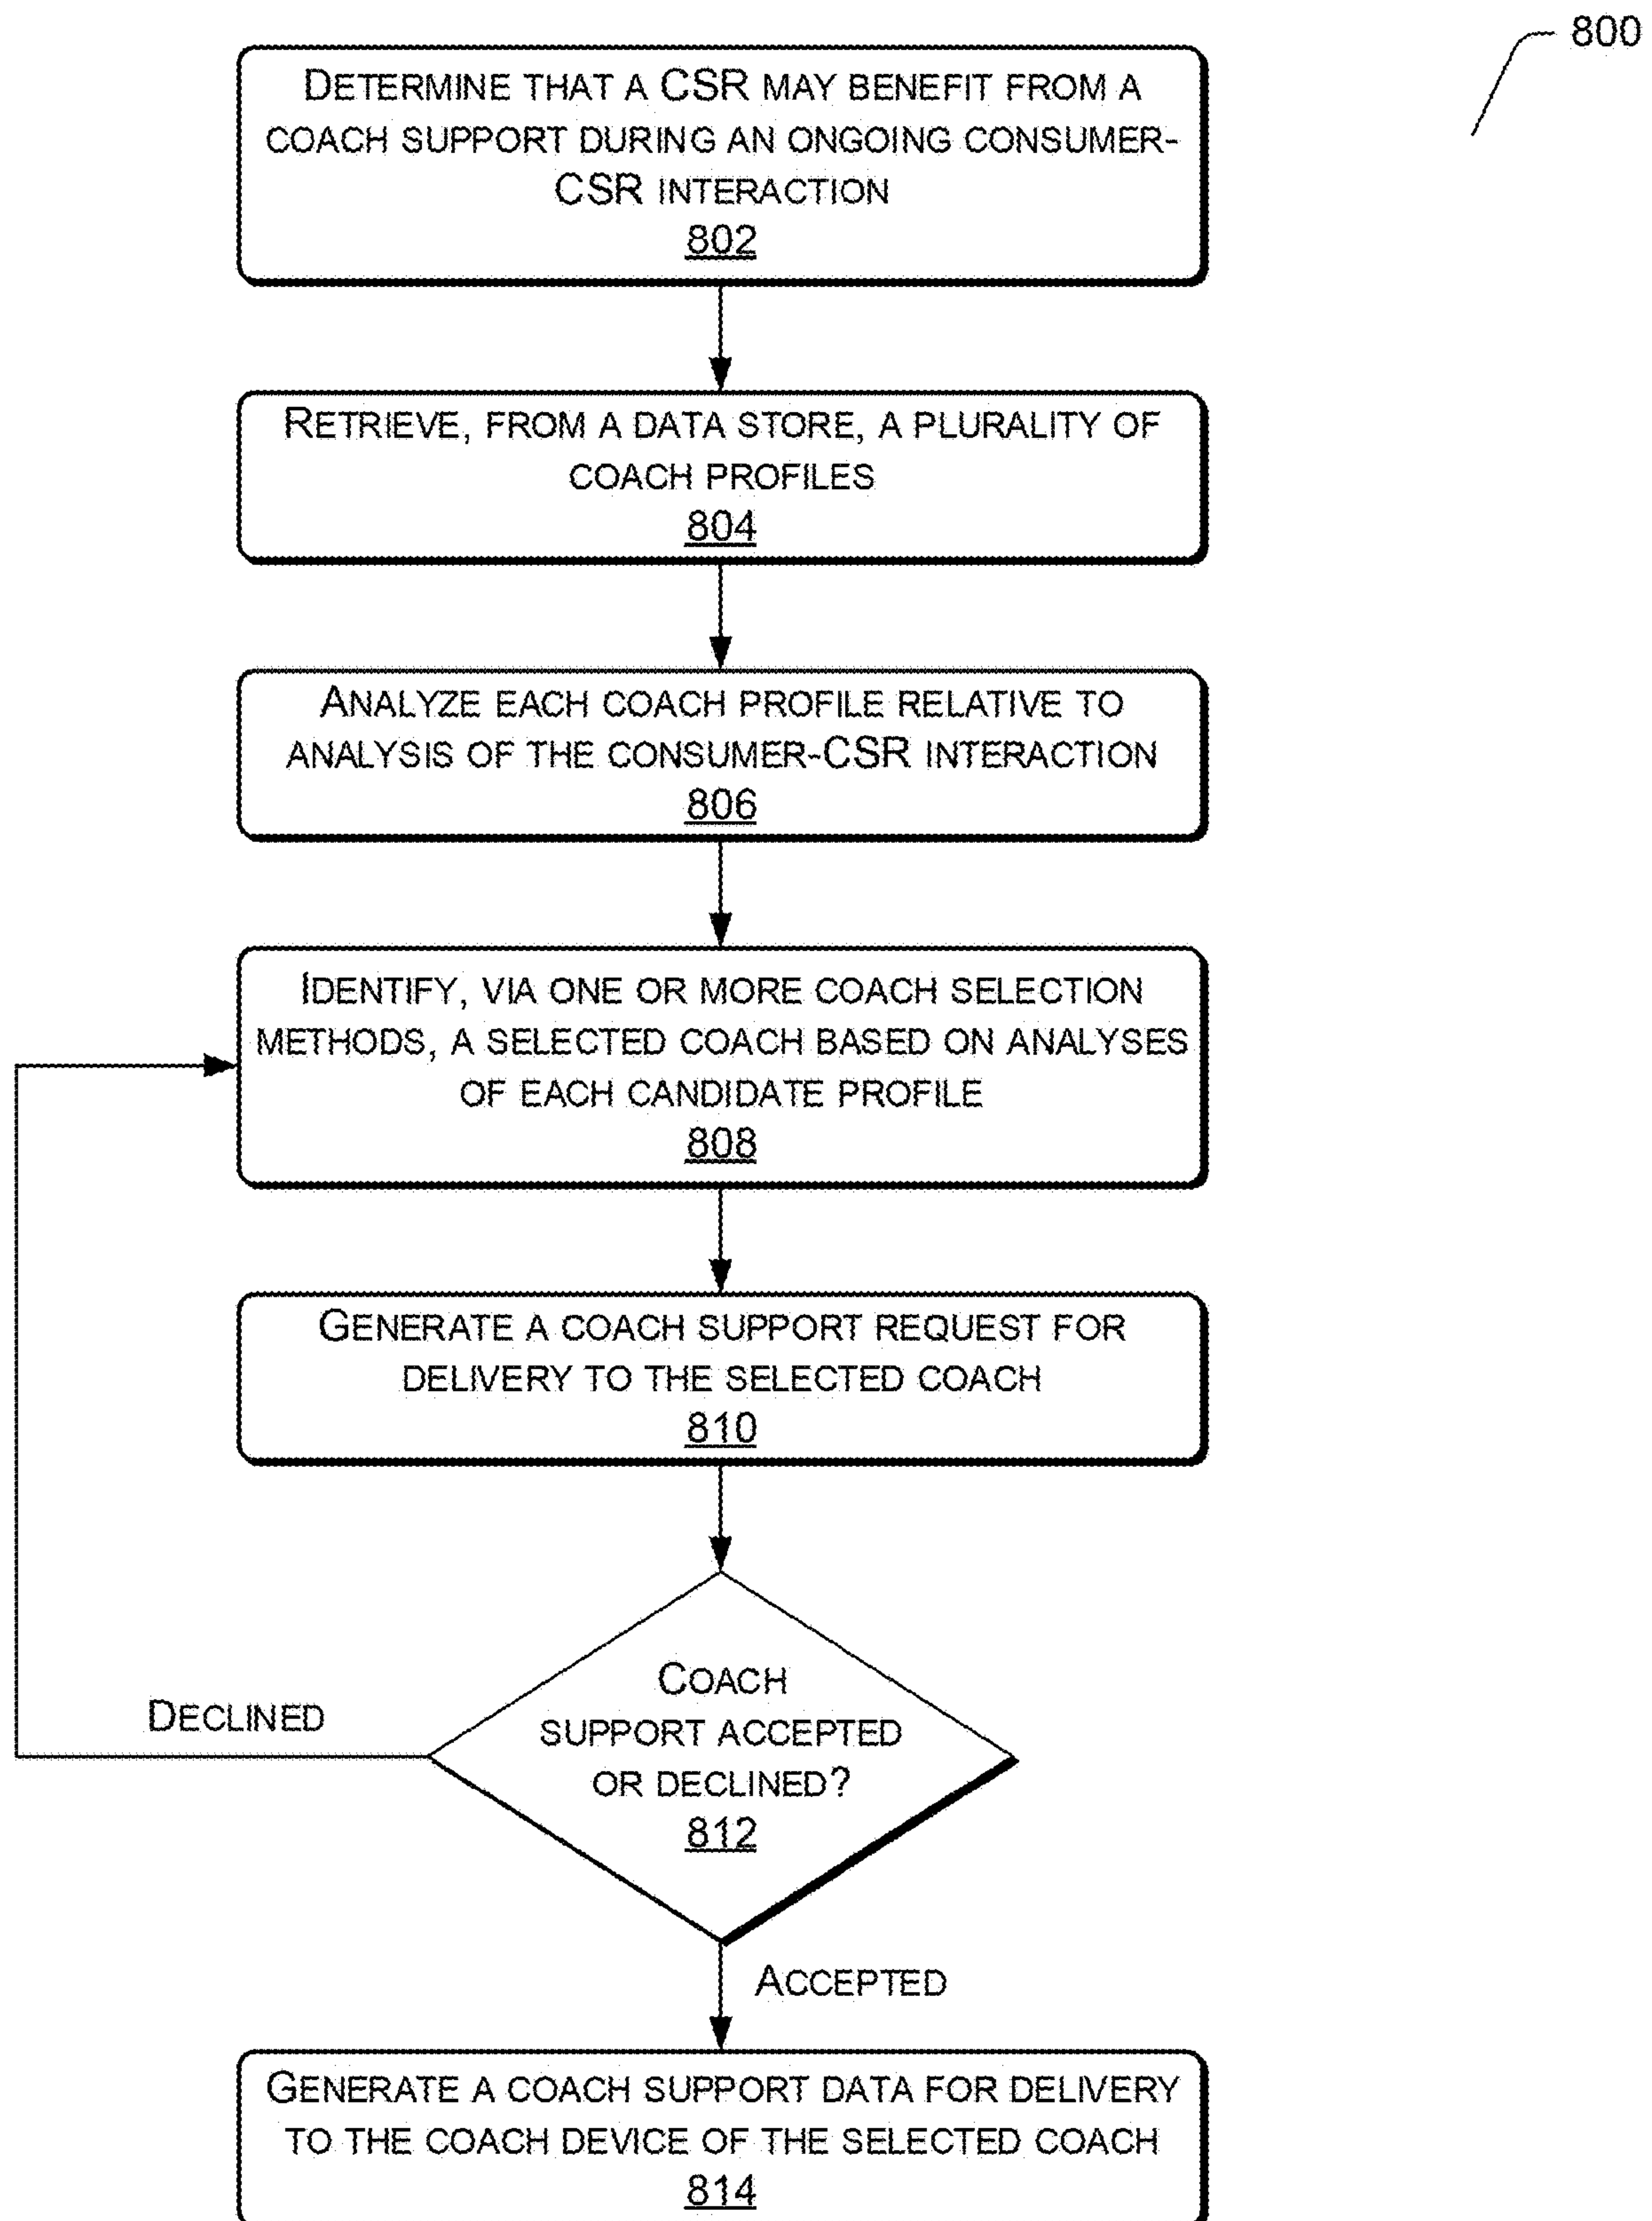 800
DETERMINE THAT A CSR MAY BENEFIT FROM A
COACH SUPPORT DURING AN ONGOING CONSUMER-
CSR INTERACTION
802
RETRIEVE, FROM A DATA STORE, A PLURALITY OF
COACH PROFILES
804
ANALYZE EACH COACH PROFILE RELATIVE TO
ANALYSIS OF THE CONSUMER-CSR INTERACTION
806
IDENTIFY, VIA ONE OR MORE COACH SELECTION
METHODS, A SELECTED COACH BASED ON ANALYSES
OF EACH CANDIDATE PROFILE
808
GENERATE A COACH SUPPORT REQUEST FOR
DELIVERY TO THE SELECTED COACH
810
COACH
SUPPORT ACCEPTED
OR DECLINED?
812
DECLINED
ACCEPTED
GENERATE A COACH SUPPORT DATA FOR DELIVERY
TO THE COACH DEVICE OF THE SELECTED COACH
814